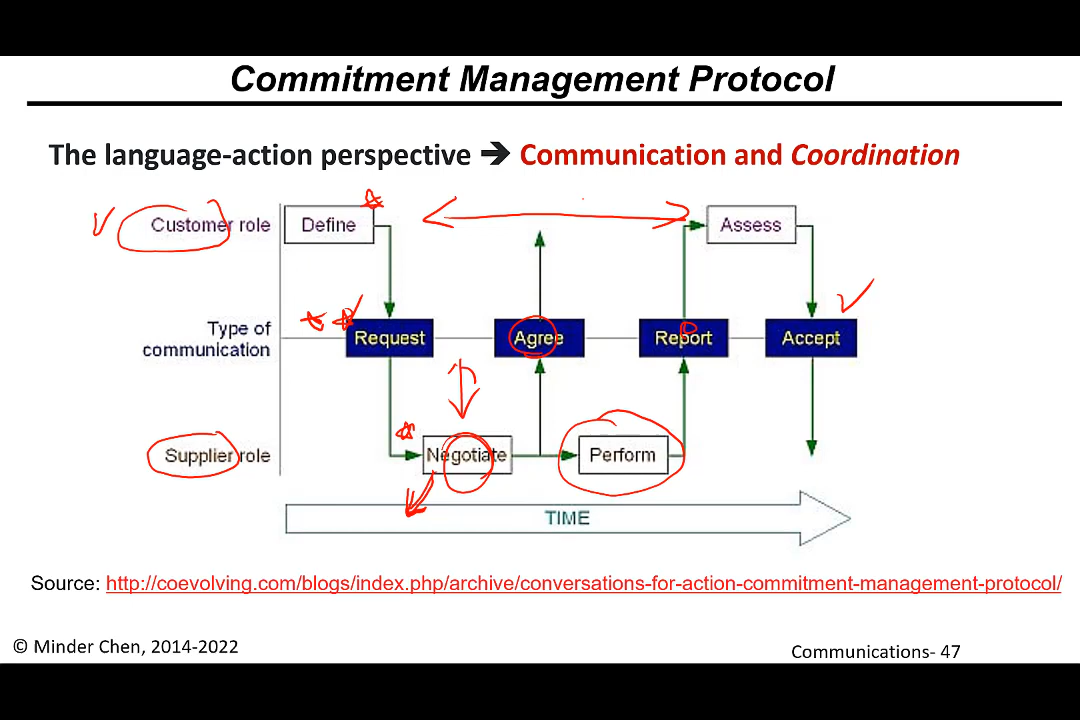 Commitment Management Protocol
The language-action perspective ➔ Communication and Coordination
Customer role
Define
Assess
Type of
communication
Request
Agree
Report
Accept
Supplier role
Negotiate
Perform
TIME
Source: http://coevolving.com/blogs/index.php/archive/conversations-for-action-commitment-management-protocol/
© Minder Chen, 2014-2022
Communications- 47